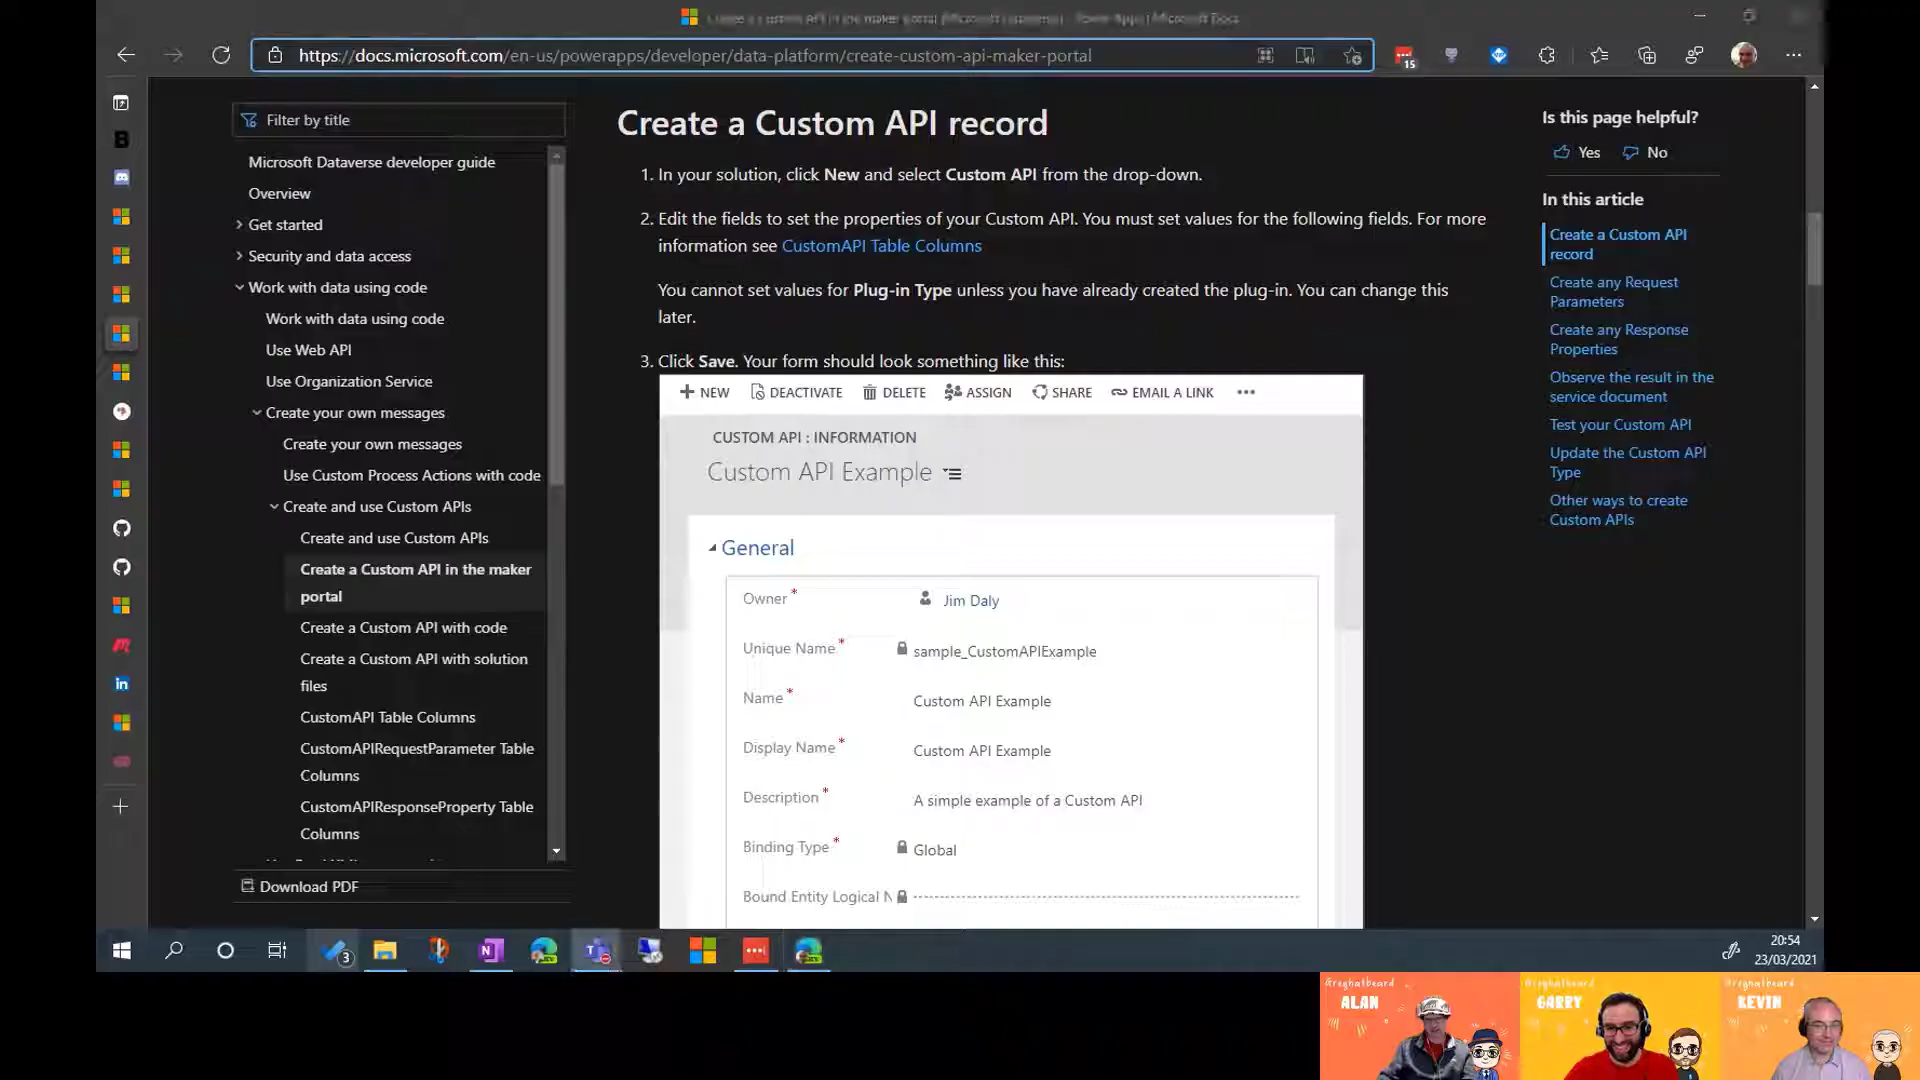 https://docs.microsoft.com/en-us/powerapps/developer/data-platform/create-custom-api-maker-portal
15
Filter by title
Microsoft Dataverse developer guide
Overview
Get started
Security and data access
Work with data using code
Work with data using code
Use Web API
Use Organization Service
Create your own messages
Create your own messages
Use Custom Process Actions with code
Create and use Custom APIs
Create and use Custom APIs
Create a Custom API in the maker
portal
Create a Custom API with code
Create a Custom API with solution
files
CustomAPI Table Columns
CustomAPIRequestParameter Table
Columns
CustomAPIResponseProperty Table
Columns
Download PDF
Create a Custom API record
1. In your solution, click New and select Custom API from the drop-down.
2. Edit the fields to set the properties of your Custom API. You must set values for the following fields. For more
information see CustomAPI Table Columns
You cannot set values for Plug-in Type unless you have already created the plug-in. You can change this
later.
3. Click Save. Your form should look something like this:
NEW DEACTIVATE DELETE ASSIGN SHARE EMAIL A LINK
CUSTOM API : INFORMATION
Custom API Example
General
Owner * Jim Daly
Unique Name * sample_CustomAPIExample
Name * Custom API Example
Display Name * Custom API Example
Description * A simple example of a Custom API
Binding Type * Global
Bound Entity Logical N
Is this page helpful?
Yes No
In this article
Create a Custom API
record
Create any Request
Parameters
Create any Response
Properties
Observe the result in the
service document
Test your Custom API
Update the Custom API
Type
Other ways to create
Custom APIs
3
20:54
23/03/2021
Greghatbeard
ALAN
Greghatbeard
GARRY
Greghatbeard
KEVIN